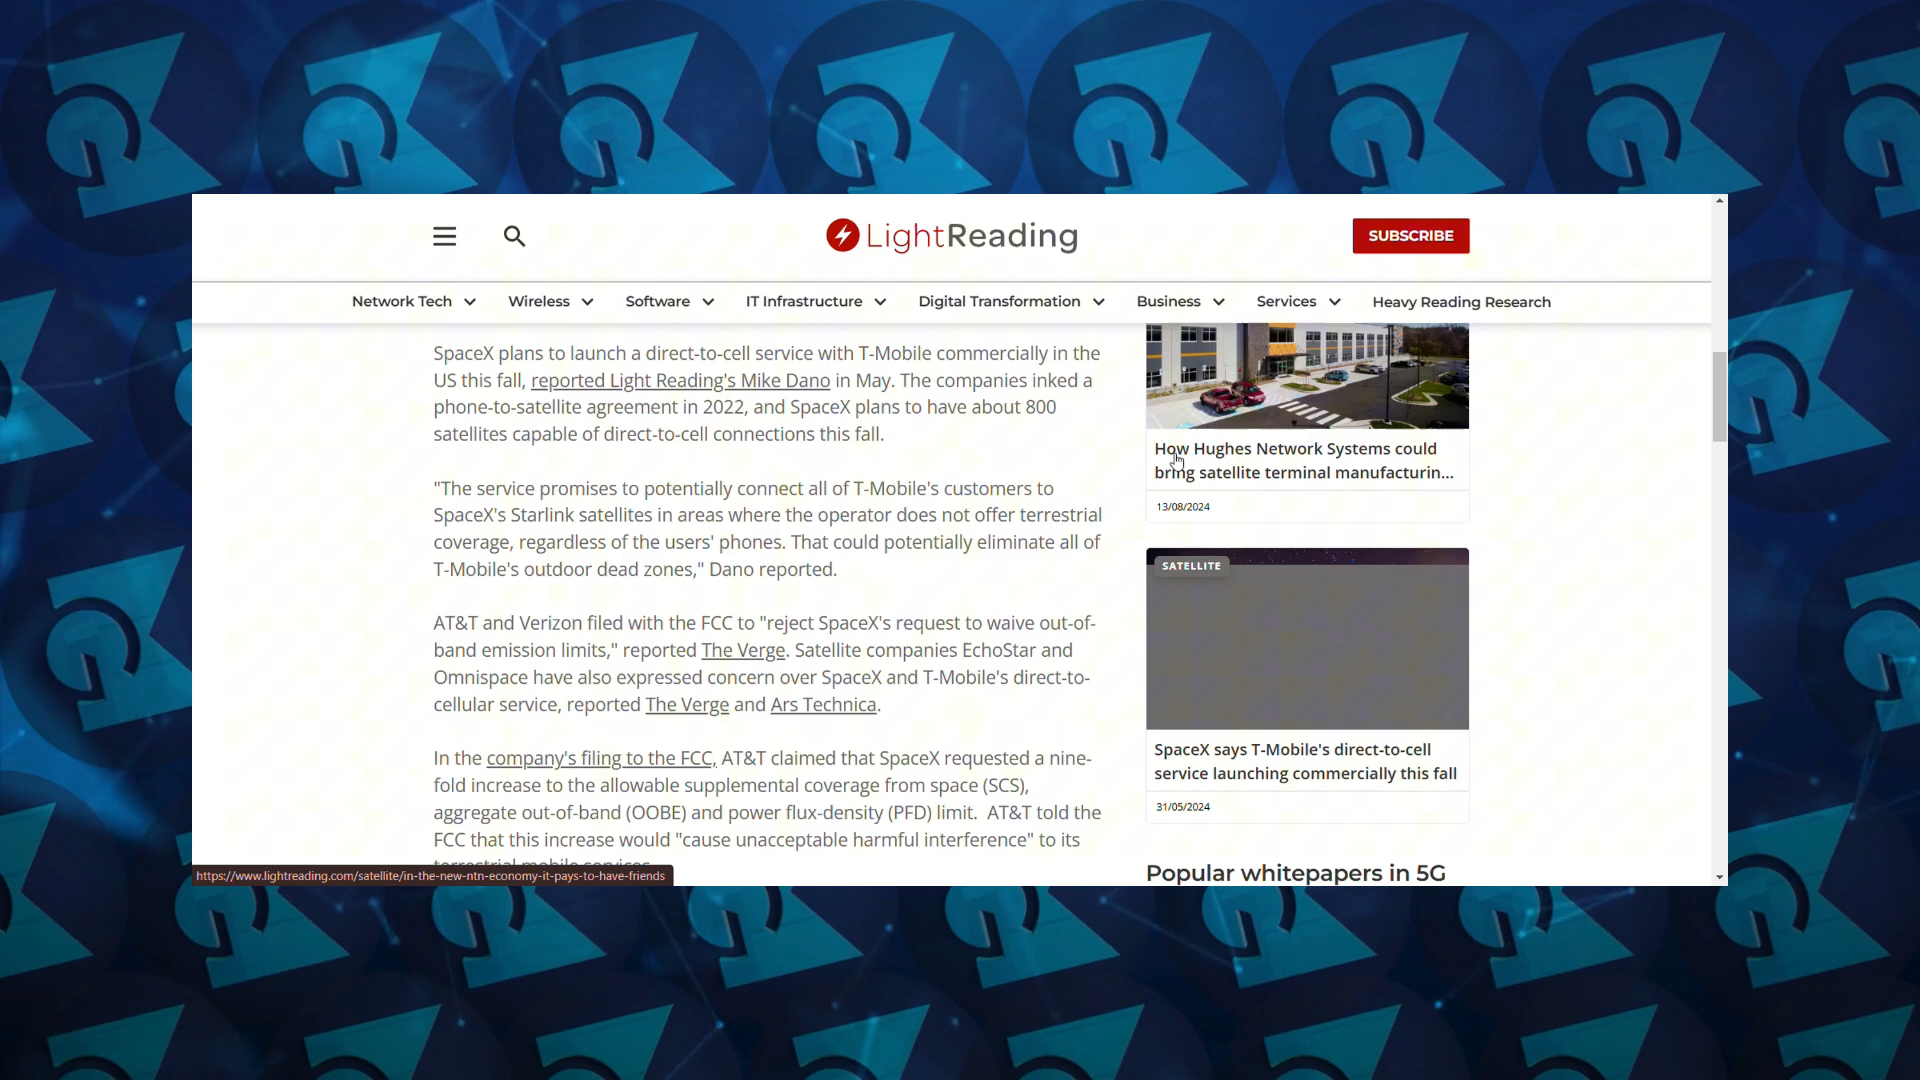 LightReading
SUBSCRIBE
Network Tech
Wireless
Software
IT Infrastructure
Digital Transformation
Business
Services
Heavy Reading Research
SpaceX plans to launch a direct-to-cell service with T-Mobile commercially in the
US this fall, reported Light Reading's Mike Dano in May. The companies inked a
phone-to-satellite agreement in 2022, and SpaceX plans to have about 800
satellites capable of direct-to-cell connections this fall.
"The service promises to potentially connect all of T-Mobile's customers to
SpaceX's Starlink satellites in areas where the operator does not offer terrestrial
coverage, regardless of the users' phones. That could potentially eliminate all of
T-Mobile's outdoor dead zones," Dano reported.
AT&T and Verizon filed with the FCC to "reject SpaceX's request to waive out-of-
band emission limits," reported The Verge. Satellite companies EchoStar and
Omnispace have also expressed concern over SpaceX and T-Mobile's direct-to-
cellular service, reported The Verge and Ars Technica.
In the company's filing to the FCC, AT&T claimed that SpaceX requested a nine-
fold increase to the allowable supplemental coverage from space (SCS),
aggregate out-of-band (OOBE) and power flux-density (PFD) limit.  AT&T told the
FCC that this increase would "cause unacceptable harmful interference" to its
terrestrial mobile services.
https://www.lightreading.com/satellite/in-the-new-ntn-economy-it-pays-to-have-friends
How Hughes Network Systems could
bring satellite terminal manufacturin...
13/08/2024
SATELLITE
SpaceX says T-Mobile's direct-to-cell
service launching commercially this fall
31/05/2024
Popular whitepapers in 5G